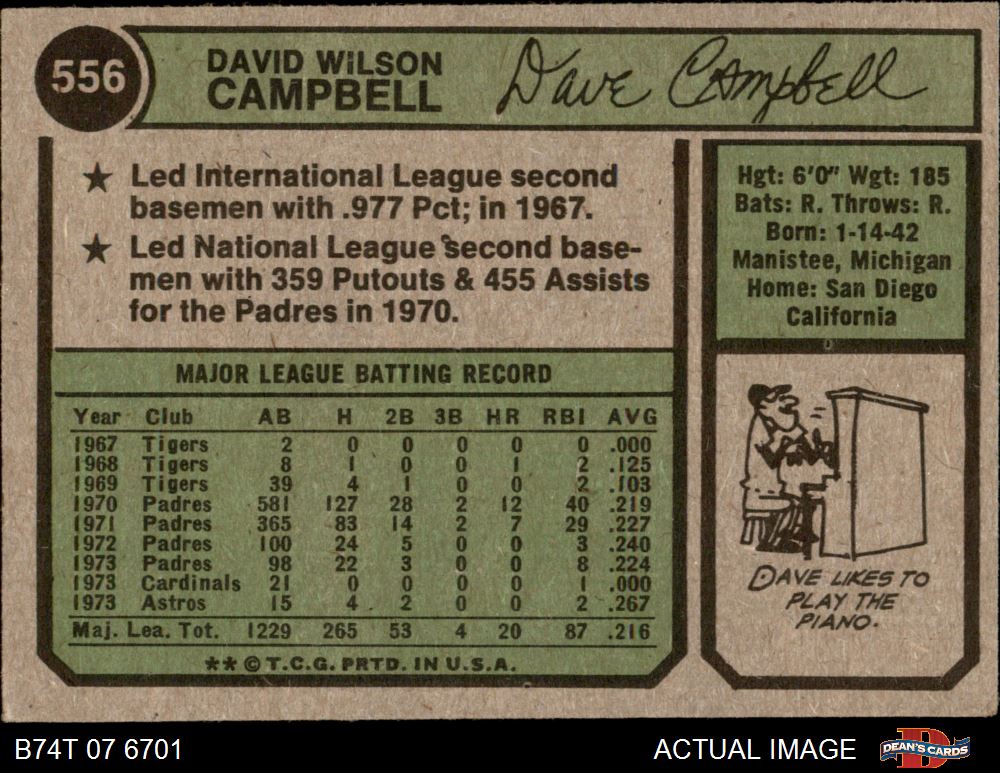 556
DAVID WILSON
CAMPBELL
Dave Campbell
★ Led International League second
basemen with .977 Pct; in 1967.
★ Led National League second base-
men with 359 Putouts & 455 Assists
for the Padres in 1970.
Hgt: 6'0" Wgt: 185
Bats: R. Throws: R.
Born: 1-14-42
Manistee, Michigan
Home: San Diego
California
MAJOR LEAGUE BATTING RECORD
Year Club AB H 2B 3B HR RBI AVG
1967 Tigers 2 0 0 0 0 0 .000
1968 Tigers 8 1 0 0 1 2 .125
1969 Tigers 39 4 1 0 0 2 .103
1970 Padres 581 127 28 2 12 40 .219
1971 Padres 365 83 14 2 7 29 .227
1972 Padres 100 24 5 0 0 3 .240
1973 Padres 98 22 3 0 0 8 .224
1973 Cardinals 21 0 0 0 0 1 .000
1973 Astros 15 4 2 0 0 2 .267
Maj. Lea. Tot. 1229 265 53 4 20 87 .216
** © T.C.G. PRTD. IN U.S.A.
DAVE LIKES TO
PLAY THE
PIANO.
B74T 07 6701
ACTUAL IMAGE
DEAN'S CARDS